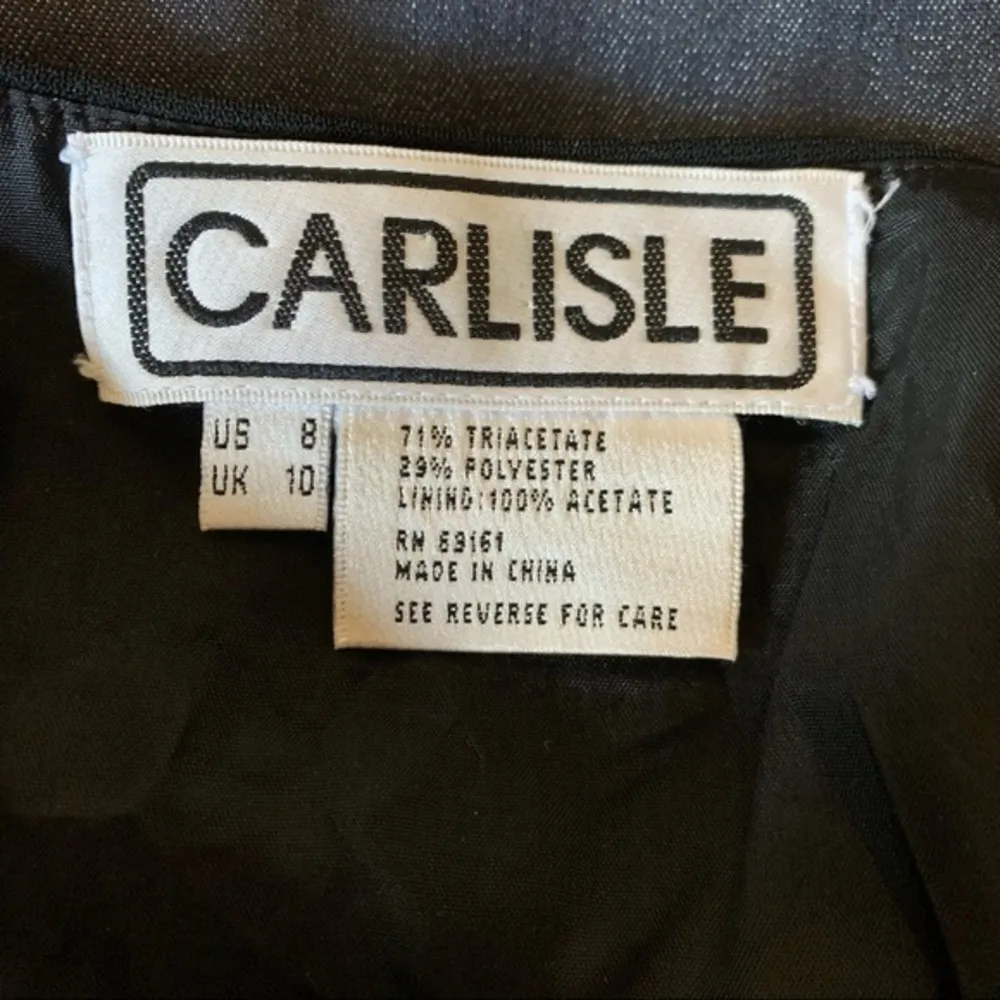 CARLISLE
US 8
UK 10
71% TRIACETATE
29% POLYESTER
LINING:100% ACETATE
RN 83161
MADE IN CHINA
SEE REVERSE FOR CARE